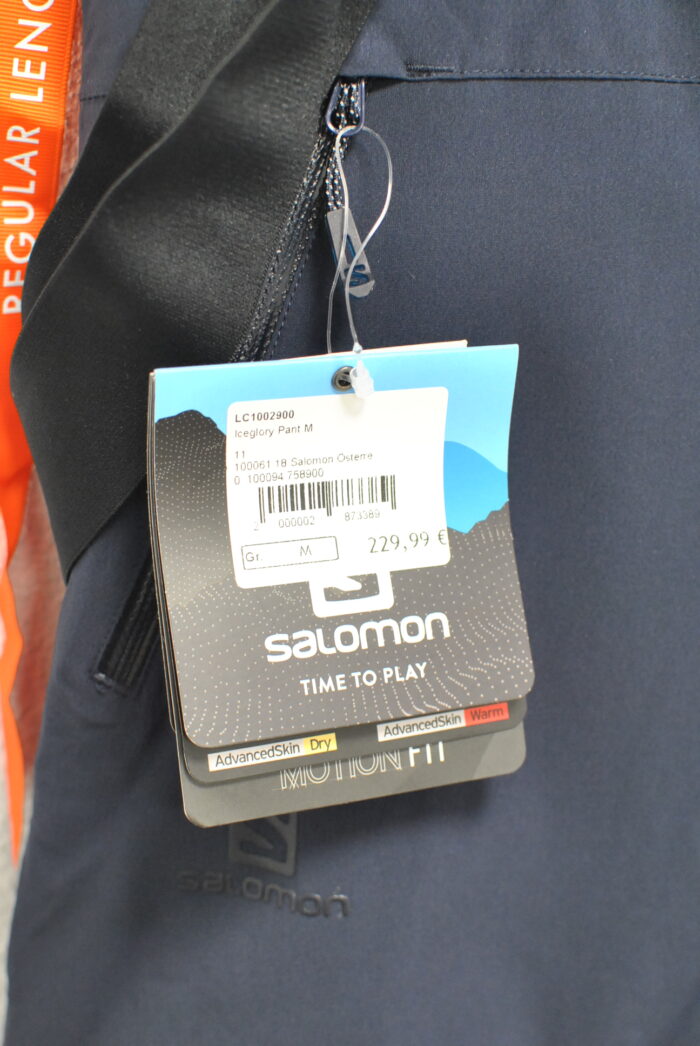 REGULAR LENG
LC1002900
Iceglory Pant M
11
100061 18 Salomon Österre
0 100094 758900
2 000002 873389
Gr. M
229,99 €
salomon
TIME TO PLAY
AdvancedSkin Dry
AdvancedSkin Warm
MOTION FIT
salomon